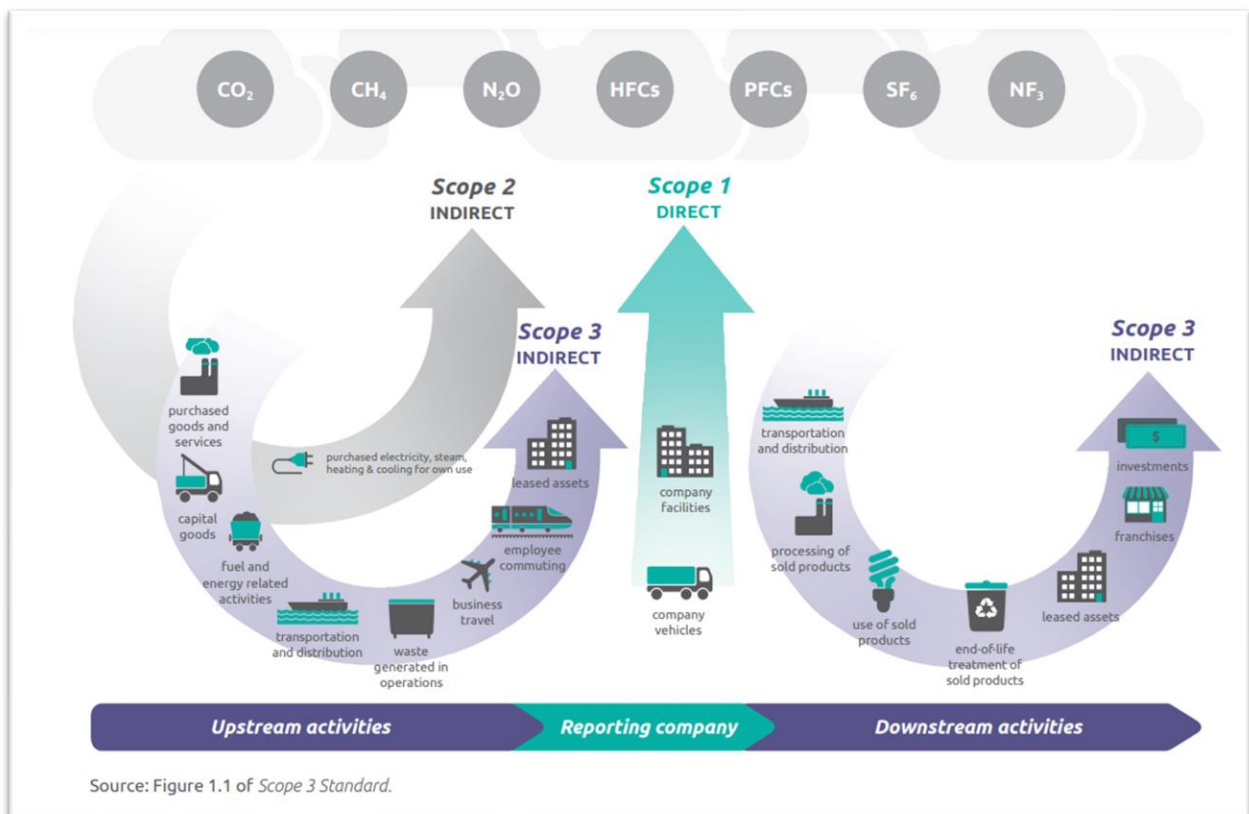 CO₂
CH₄
N₂O
HFCs
PFCs
SF₆
NF₃
Scope 2
INDIRECT
Scope 1
DIRECT
Scope 3
INDIRECT
Scope 3
INDIRECT
purchased
goods and
services
capital
goods
fuel and
energy related
activities
purchased electricity, steam,
heating & cooling for own use
transportation
and distribution
waste
generated in
operations
business
travel
employee
commuting
leased assets
company
facilities
company
vehicles
transportation
and distribution
processing of
sold products
use of sold
products
end-of-life
treatment of
sold products
leased assets
franchises
$
investments
Upstream activities
Reporting company
Downstream activities
Source: Figure 1.1 of Scope 3 Standard.